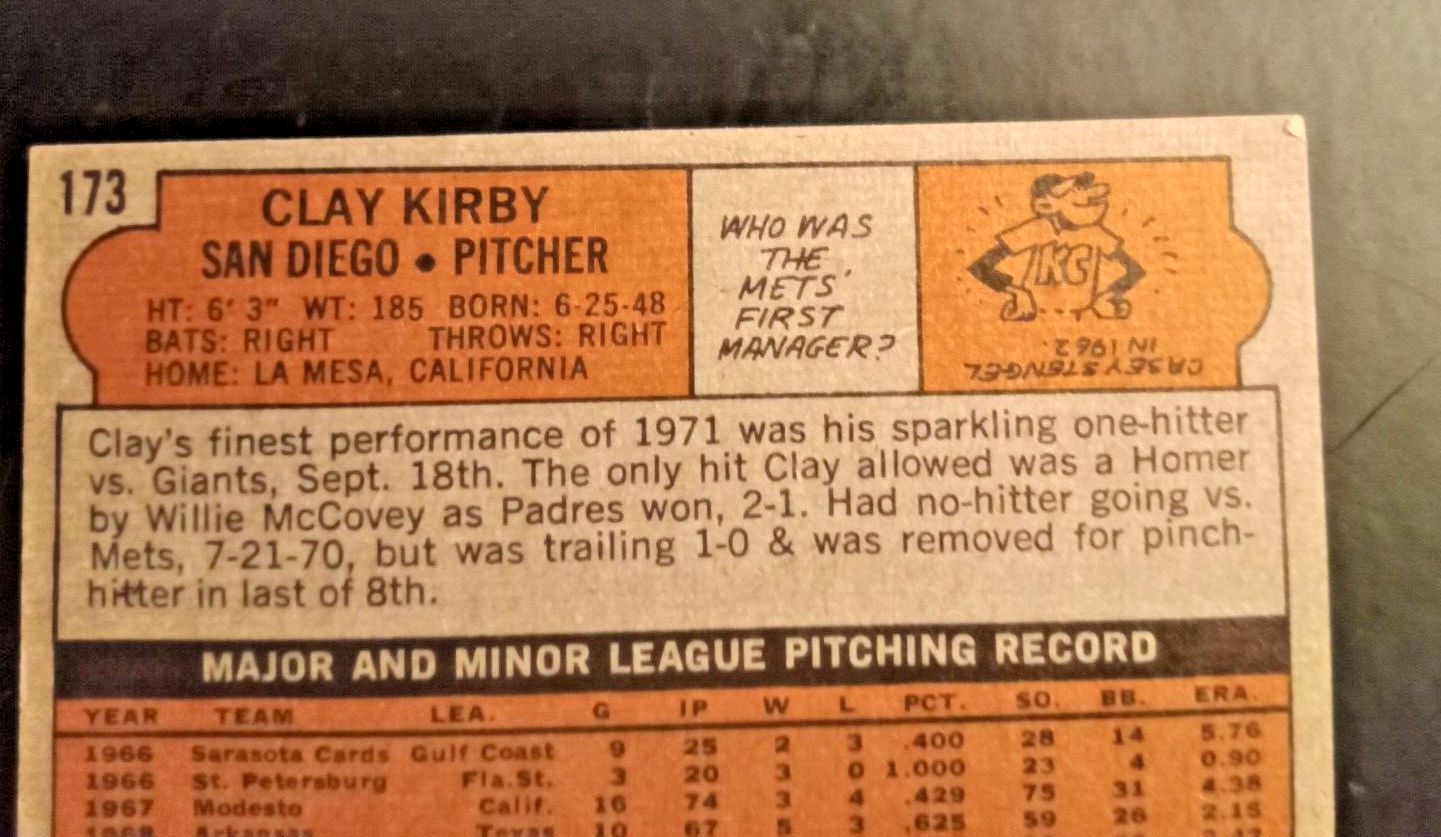 173
CLAY KIRBY
SAN DIEGO • PITCHER
HT: 6' 3" WT: 185 BORN: 6-25-48
BATS: RIGHT THROWS: RIGHT
HOME: LA MESA, CALIFORNIA
WHO WAS
THE
METS'
FIRST
MANAGER?
KC
CASEY STENGEL
IN 1962.
Clay's finest performance of 1971 was his sparkling one-hitter
vs. Giants, Sept. 18th. The only hit Clay allowed was a Homer
by Willie McCovey as Padres won, 2-1. Had no-hitter going vs.
Mets, 7-21-70, but was trailing 1-0 & was removed for pinch-
hitter in last of 8th.
MAJOR AND MINOR LEAGUE PITCHING RECORD
YEAR TEAM LEA. G IP W L PCT. SO. BB. ERA.
1966 Sarasota Cards Gulf Coast 9 25 2 3 .400 28 14 5.76
1966 St. Petersburg Fla.St. 3 20 3 0 1.000 23 4 0.90
1967 Modesto Calif. 16 74 3 4 .429 75 31 4.38
1968 Arkansas Texas 10 67 5 3 .625 59 26 2.15